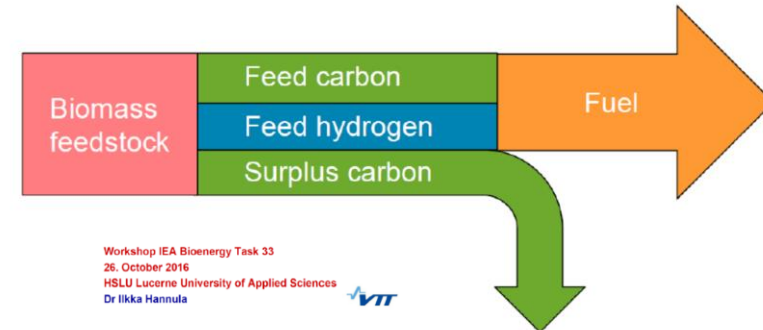 Biomass
feedstock
Feed carbon
Feed hydrogen
Surplus carbon
Fuel
Workshop IEA Bioenergy Task 33
26. October 2016
HSLU Lucerne University of Applied Sciences
Dr Ilkka Hannula
VTT